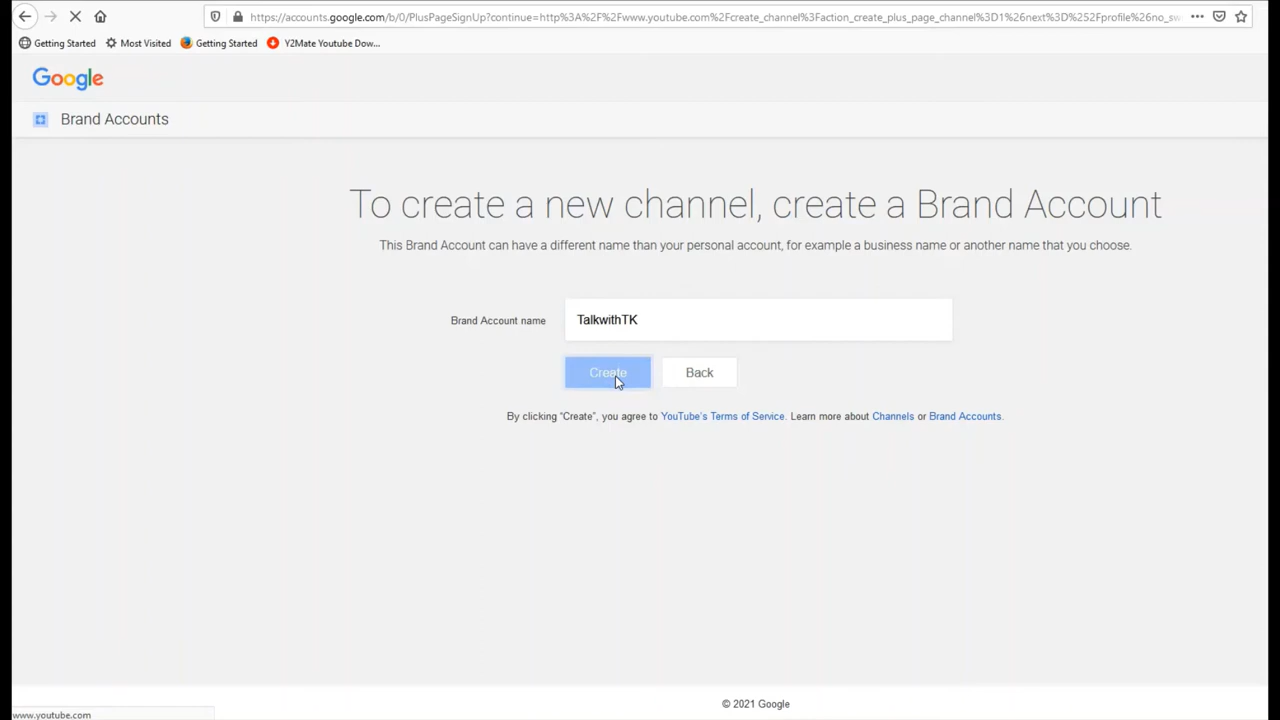 https://accounts.google.com/b/0/PlusPageSignUp?continue=http%3A%2F%2Fwww.youtube.com%2Fcreate_channel%3Faction_create_plus_page_channel%3D1%26next%3D%252Fprofile%26no_sw
Getting Started Most Visited Getting Started Y2Mate Youtube Dow...
Google
Brand Accounts
To create a new channel, create a Brand Account
This Brand Account can have a different name than your personal account, for example a business name or another name that you choose.
Brand Account name TalkwithTK
Create Back
By clicking "Create", you agree to YouTube's Terms of Service. Learn more about Channels or Brand Accounts.
© 2021 Google
www.youtube.com